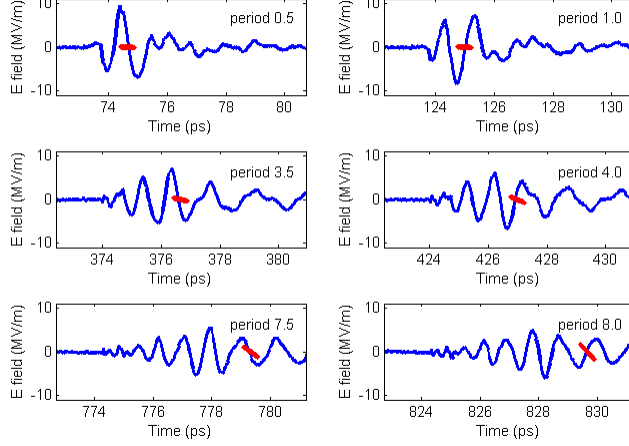 10
0
-10
E field (MV/m)
period 0.5
74 76 78 80
Time (ps)
10
0
-10
E field (MV/m)
period 1.0
124 126 128 130
Time (ps)
10
0
-10
E field (MV/m)
period 3.5
374 376 378 380
Time (ps)
10
0
-10
E field (MV/m)
period 4.0
424 426 428 430
Time (ps)
10
0
-10
E field (MV/m)
period 7.5
774 776 778 780
Time (ps)
10
0
-10
E field (MV/m)
period 8.0
824 826 828 830
Time (ps)